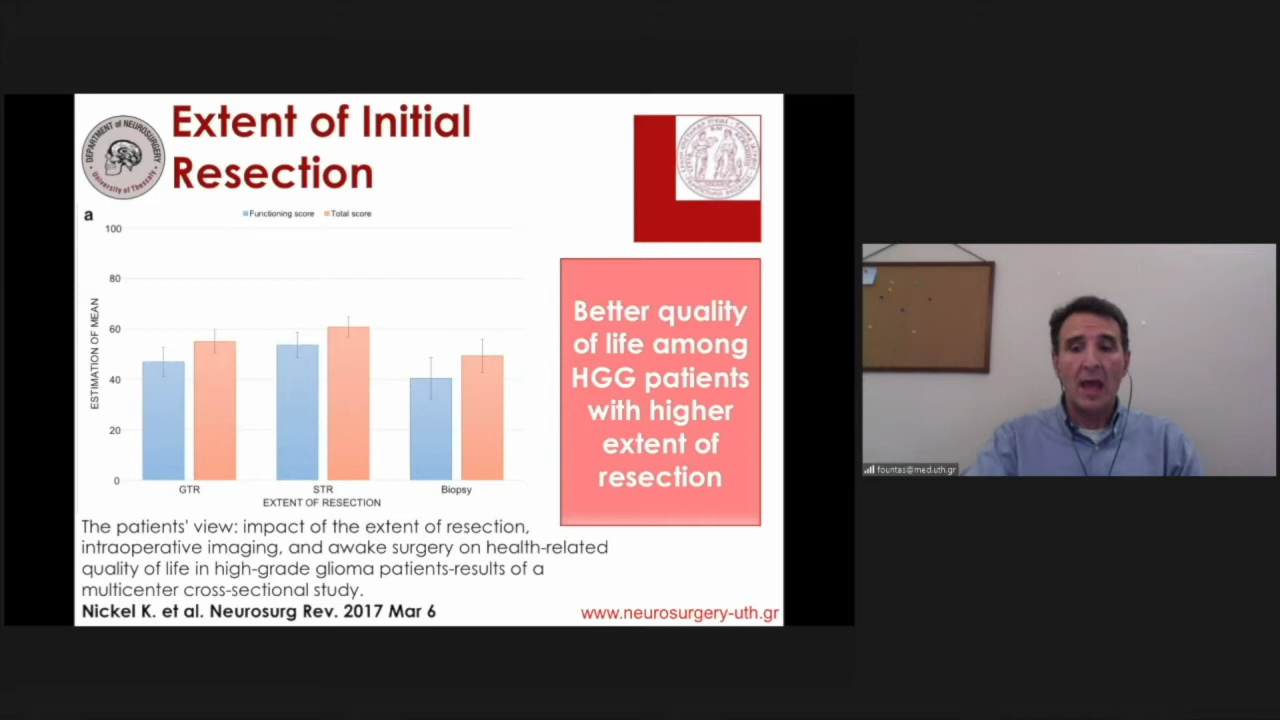 Extent of Initial
Resection
DEPARTMENT of NEUROSURGERY
University of Thessaly
a
Functioning score
Total score
100
80
60
40
20
0
ESTIMATION OF MEAN
GTR
STR
Biopsy
EXTENT OF RESECTION
Better quality
of life among
HGG patients
with higher
extent of
resection
The patients' view: impact of the extent of resection,
intraoperative imaging, and awake surgery on health-related
quality of life in high-grade glioma patients-results of a
multicenter cross-sectional study.
Nickel K. et al. Neurosurg Rev. 2017 Mar 6
www.neurosurgery-uth.gr
fountas@med.uth.gr